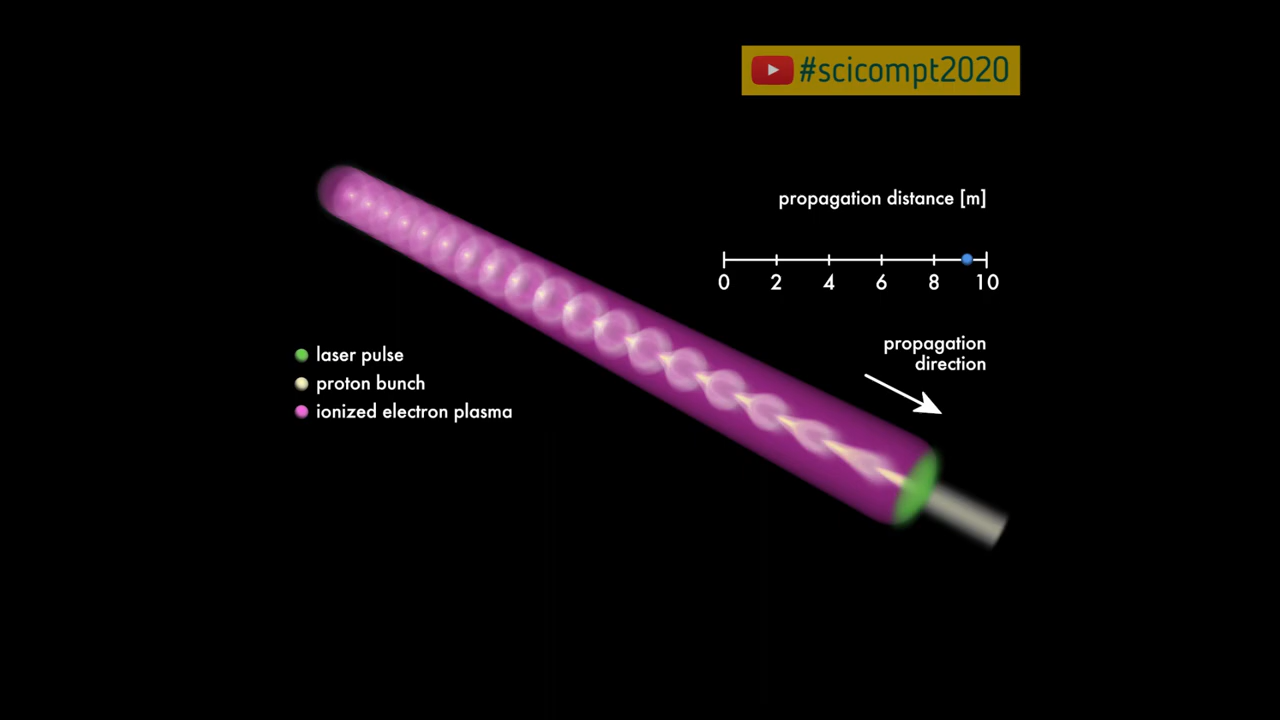 #scicompt2020
propagation distance [m]
0 2 4 6 8 10
propagation
direction
laser pulse
proton bunch
ionized electron plasma